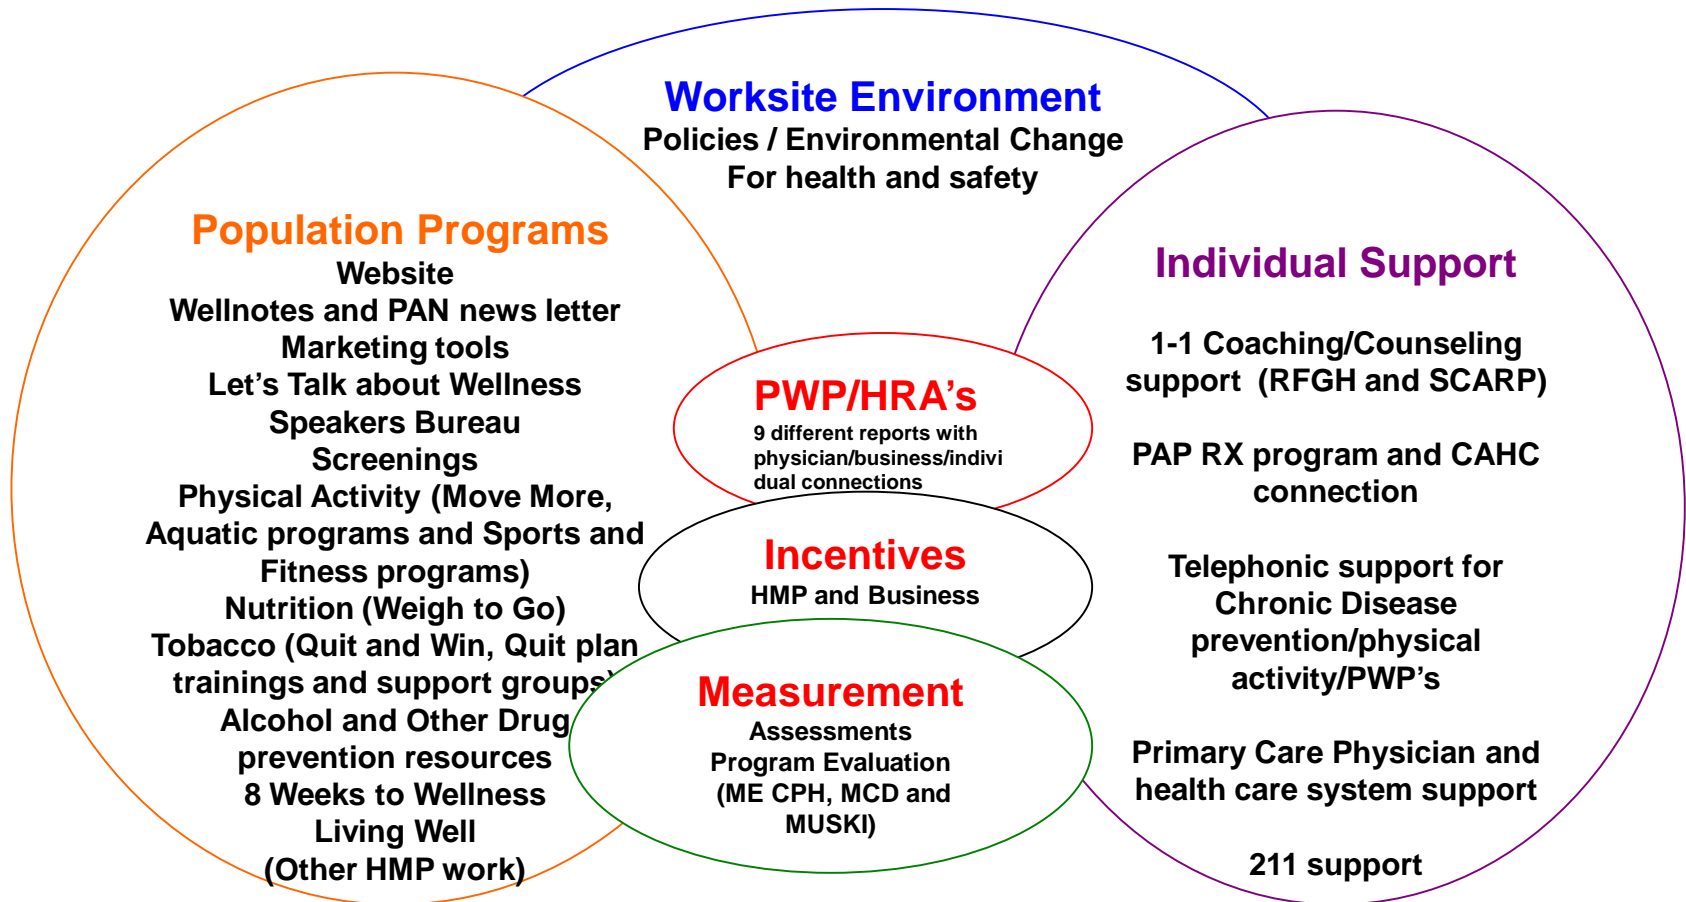 Worksite Environment
Policies / Environmental Change
For health and safety
Population Programs
Website
Wellnotes and PAN news letter
Marketing tools
Let's Talk about Wellness
Speakers Bureau
Screenings
Physical Activity (Move More,
Aquatic programs and Sports and
Fitness programs)
Nutrition (Weigh to Go)
Tobacco (Quit and Win, Quit plan
trainings and support groups)
Alcohol and Other Drug
prevention resources
8 Weeks to Wellness
Living Well
(Other HMP work)
PWP/HRA's
9 different reports with
physician/business/indivi
dual connections
Incentives
HMP and Business
Measurement
Assessments
Program Evaluation
(ME CPH, MCD and
MUSKI)
Individual Support
1-1 Coaching/Counseling
support (RFGH and SCARP)
PAP RX program and CAHC
connection
Telephonic support for
Chronic Disease
prevention/physical
activity/PWP's
Primary Care Physician and
health care system support
211 support